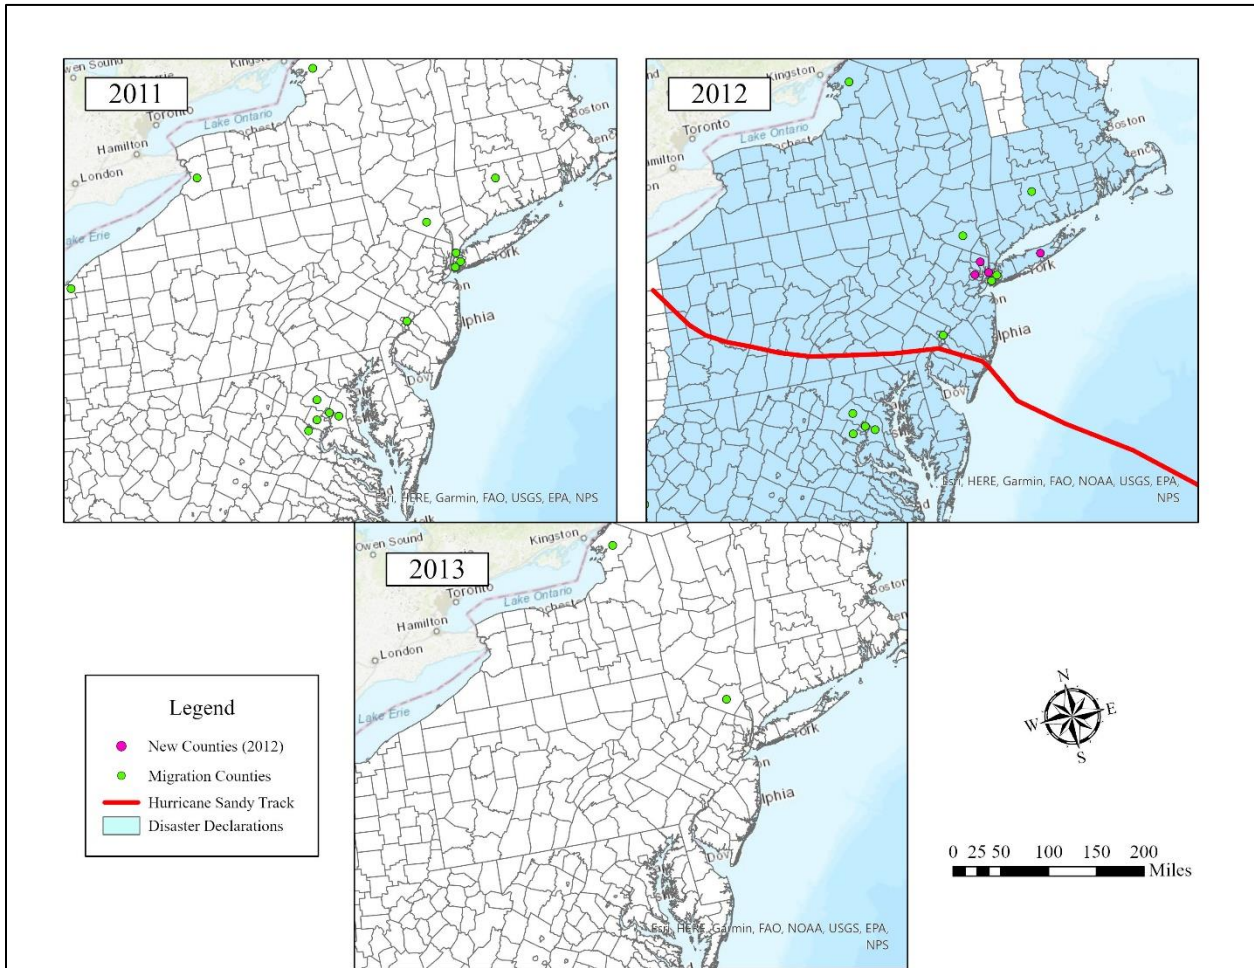 2011
Owen Sound
Kingston
Toronto
Lake Ontario
Rochester
Hamilton
London
Lake Erie
Boston
York
lphia
Dov
Esri, HERE, Garmin, FAO, USGS, EPA, NPS
2012
Kingston
Toronto
Lake Ontario
milton
Boston
York
lphia
Dov
Esri, HERE, Garmin, FAO, NOAA, USGS, EPA,
NPS
2013
Owen Sound
Kingston
Toronto
Lake Ontario
Hamilton
London
Lake Erie
Boston
York
lphia
Dov
Esri, HERE, Garmin, FAO, NOAA, USGS, EPA,
NPS
Legend
New Counties (2012)
Migration Counties
Hurricane Sandy Track
Disaster Declarations
N
W
E
S
0 25 50 100 150 200
Miles